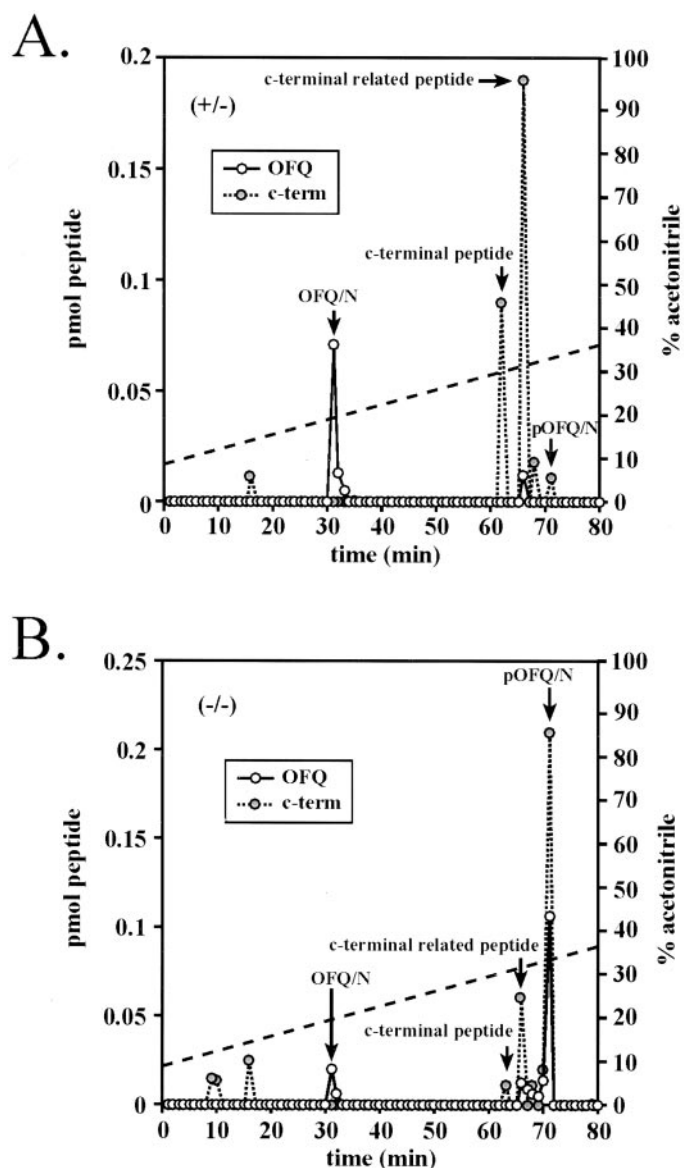 A.
0.2
0.15
0.1
0.05
0
pmol peptide
(+/-)
OFQ
c-term
c-terminal related peptide
c-terminal peptide
OFQ/N
pOFQ/N
100
90
80
70
60
50
40
30
20
10
0
% acetonitrile
0 10 20 30 40 50 60 70 80
time (min)
B.
0.25
0.2
0.15
0.1
0.05
0
pmol peptide
(-/-)
OFQ
c-term
pOFQ/N
c-terminal related peptide
OFQ/N
c-terminal peptide
100
90
80
70
60
50
40
30
20
10
0
% acetonitrile
0 10 20 30 40 50 60 70 80
time (min)